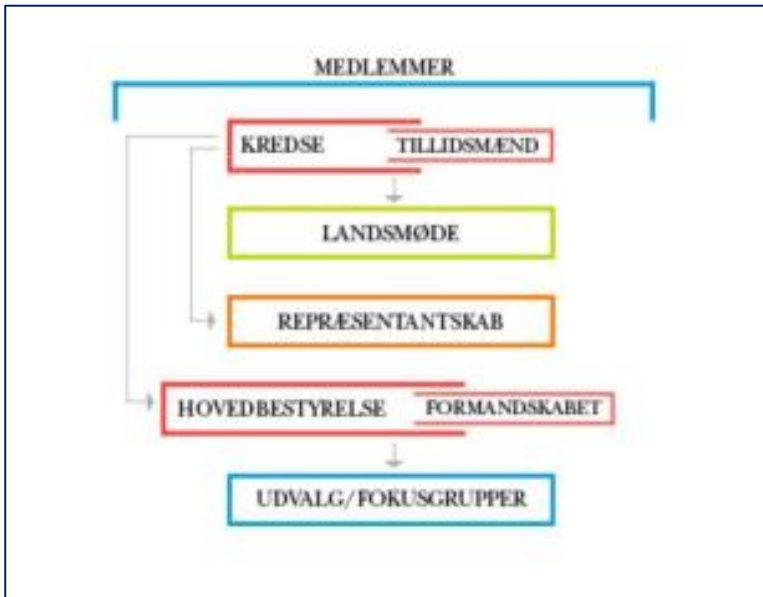 MEDLEMMER
KREDSE TILLIDSMÆND
LANDSMØDE
REPRÆSENTANTSKAB
HOVEDBESTYRELSE FORMANDSKABET
UDVALG/FOKUSGRUPPER